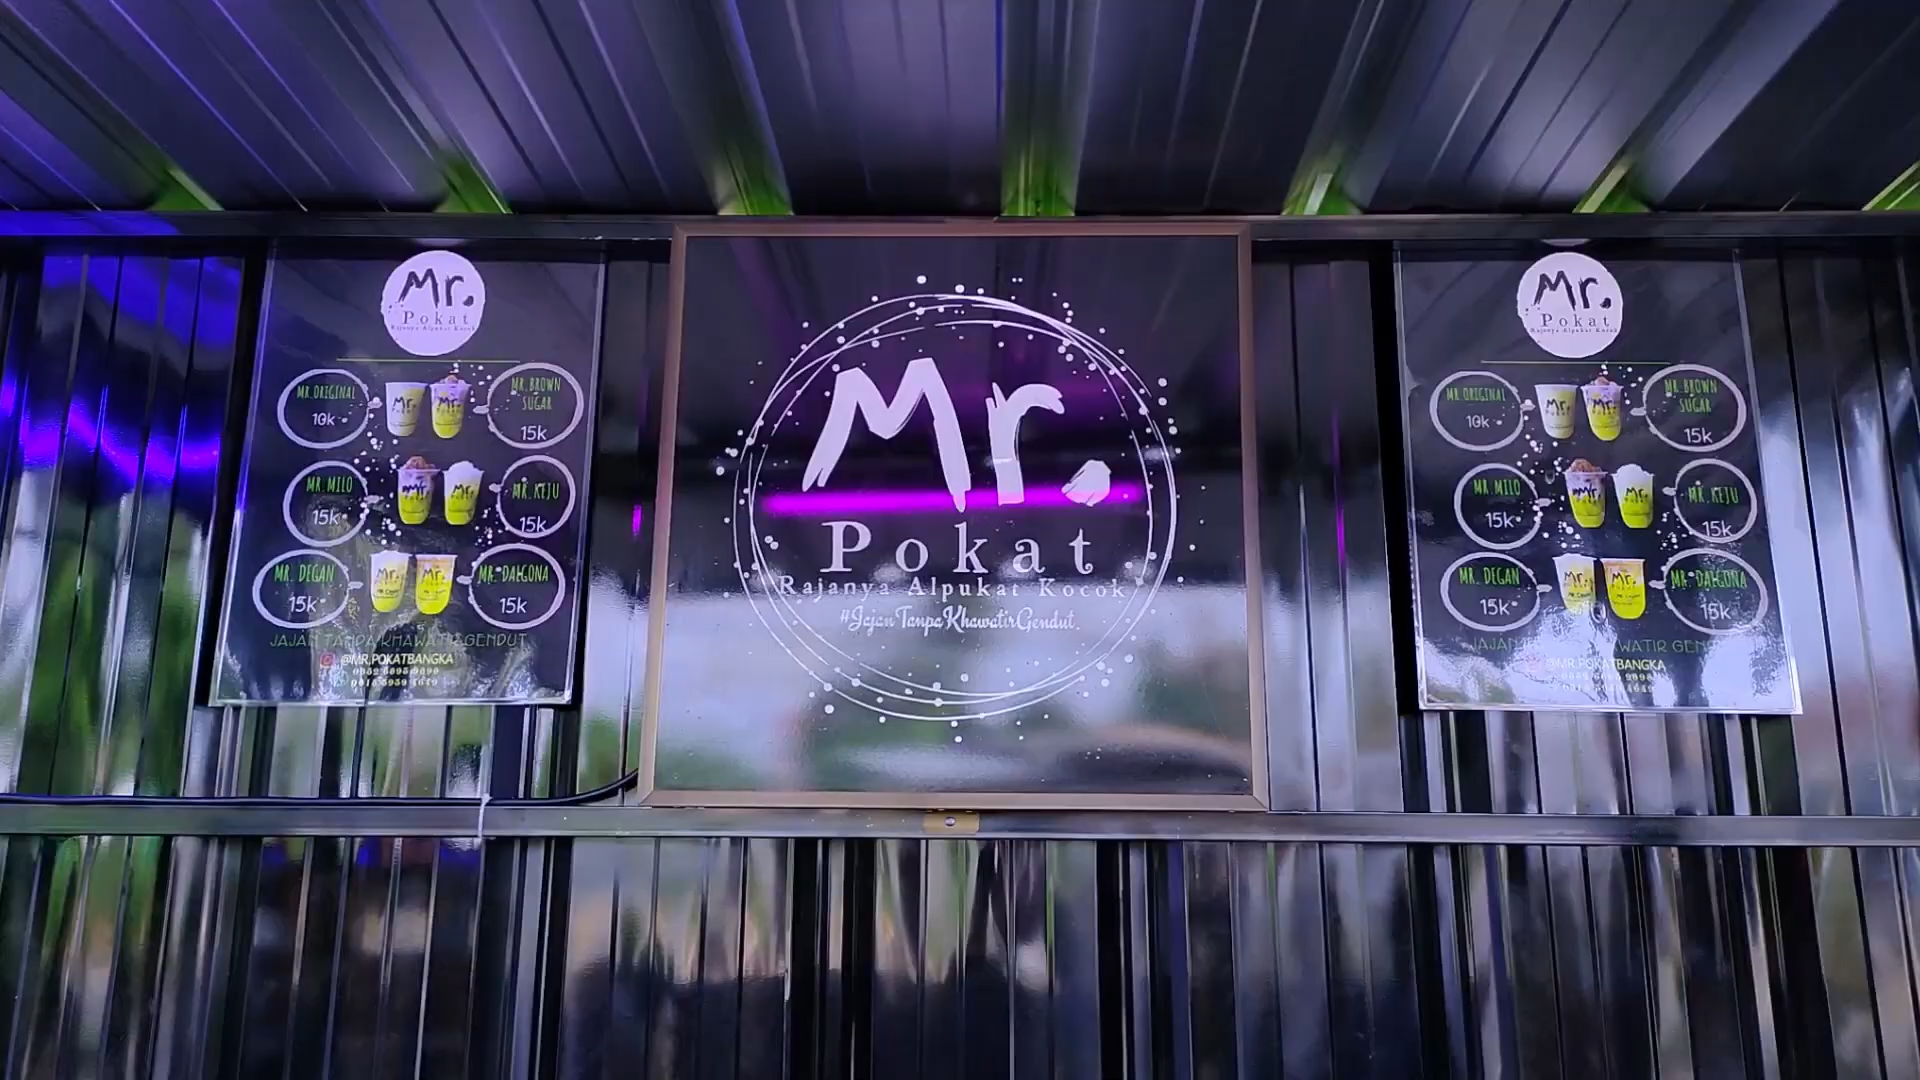 Mr.
Pokat
Rajanya Alpukat Kocok
MR. ORIGINAL
10k
MR. BROWN
SUGAR
15k
MR. MILO
15k
MR. KEJU
15k
MR. DEGAN
15k
MR. DALGONA
15k
JAJAN TANPA KHAWATIR GENDUT
@MR.POKATBANGKA
Mr.
Pokat
Rajanya Alpukat Kocok
#JajanTanpaKhawatirGendut
Mr.
Pokat
Rajanya Alpukat Kocok
MR ORIGINAL
10k
MR. BROWN
SUGAR
15k
MR. MILO
15k
MR. KEJU
15k
MR. DEGAN
15k
MR. DALGONA
15k
JAJAN
@MR.POKATBANGKA